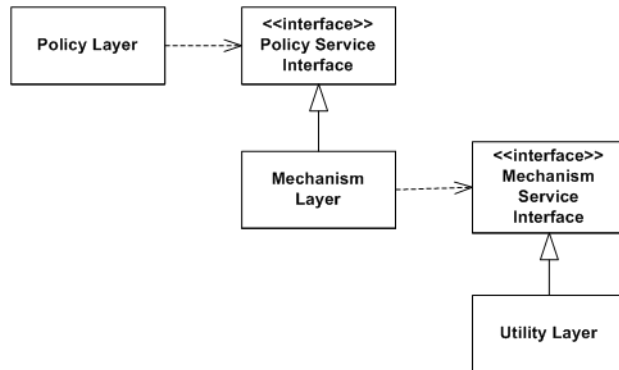 Policy Layer
<<interface>>
Policy Service
Interface
Mechanism
Layer
<<interface>>
Mechanism
Service
Interface
Utility Layer